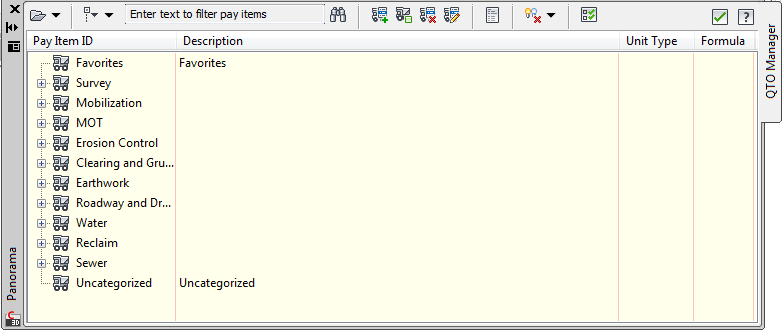 Enter text to filter pay items
Pay Item ID Description Unit Type Formula
Favorites Favorites
Survey
Mobilization
MOT
Erosion Control
Clearing and Gru...
Earthwork
Roadway and Dr...
Water
Reclaim
Sewer
Uncategorized Uncategorized
QTO Manager
Panorama
?
3D